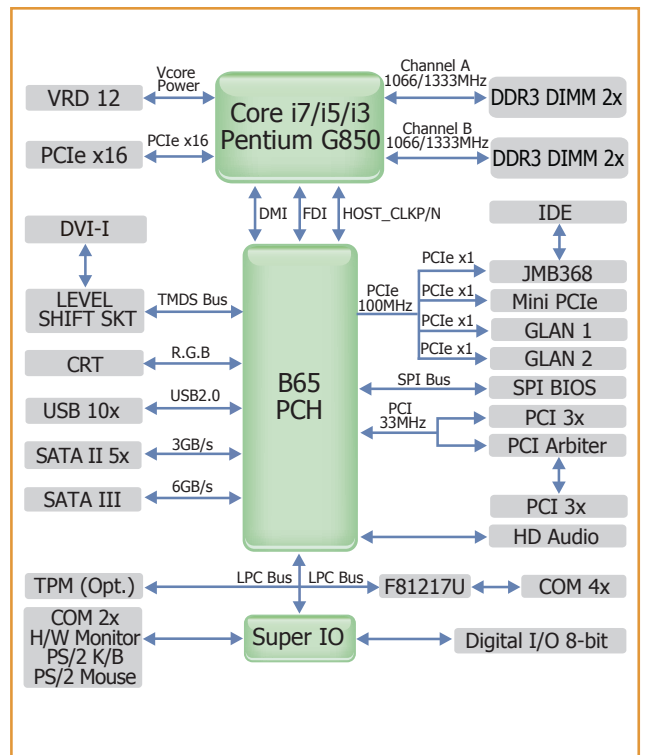 VRD 12
Vcore
Power
Core i7/i5/i3
Pentium G850
Channel A
1066/1333MHz
DDR3 DIMM 2x
PCIe x16
PCIe x16
Channel B
1066/1333MHz
DDR3 DIMM 2x
DMI
FDI
HOST_CLKP/N
DVI-I
LEVEL
SHIFT SKT
TMDS Bus
CRT
R.G.B
USB 10x
USB2.0
SATA II 5x
3GB/s
SATA III
6GB/s
B65
PCH
IDE
PCIe
100MHz
PCIe x1
JMB368
PCIe x1
Mini PCIe
PCIe x1
GLAN 1
PCIe x1
GLAN 2
SPI Bus
SPI BIOS
PCI
33MHz
PCI 3x
PCI Arbiter
PCI 3x
HD Audio
TPM (Opt.)
LPC Bus
LPC Bus
F81217U
COM 4x
COM 2x
H/W Monitor
PS/2 K/B
PS/2 Mouse
Super IO
Digital I/O 8-bit